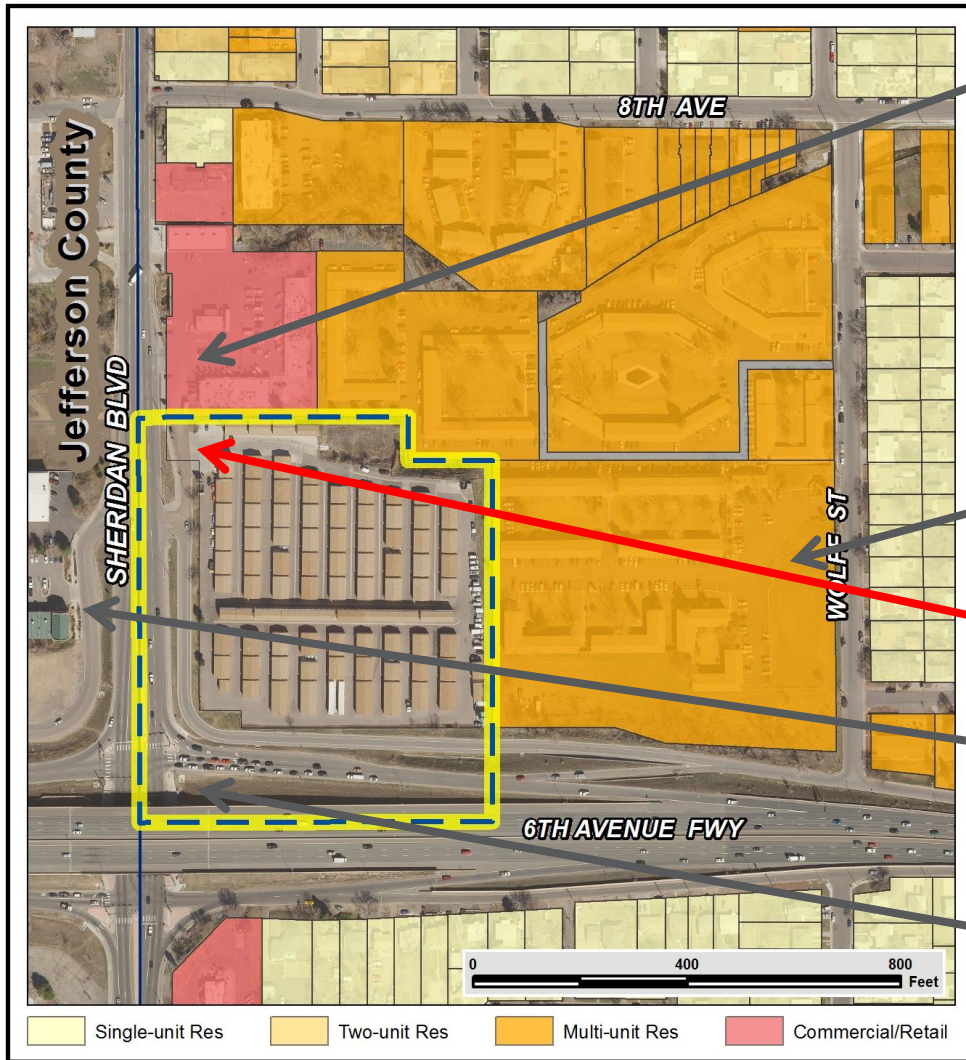 8TH AVE
Jefferson County
SHERIDAN BLVD
WOLFE ST
6TH AVENUE FWY
0 400 800
Feet
Single-unit Res Two-unit Res Multi-unit Res Commercial/Retail